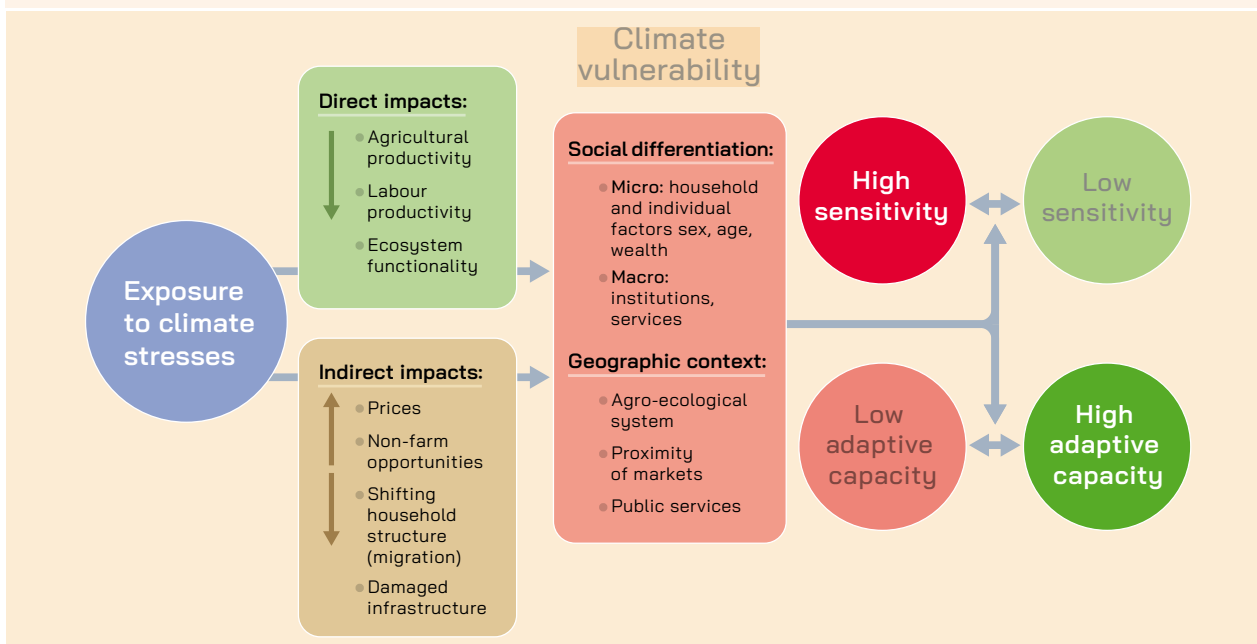 Climate
vulnerability
Exposure
to climate
stresses
Direct impacts:
Agricultural
productivity
Labour
productivity
Ecosystem
functionality
Indirect impacts:
Prices
Non-farm
opportunities
Shifting
household
structure
(migration)
Damaged
infrastructure
Social differentiation:
Micro: household
and individual
factors sex, age,
wealth
Macro:
institutions,
services
Geographic context:
Agro-ecological
system
Proximity
of markets
Public services
High
sensitivity
Low
sensitivity
Low
adaptive
capacity
High
adaptive
capacity